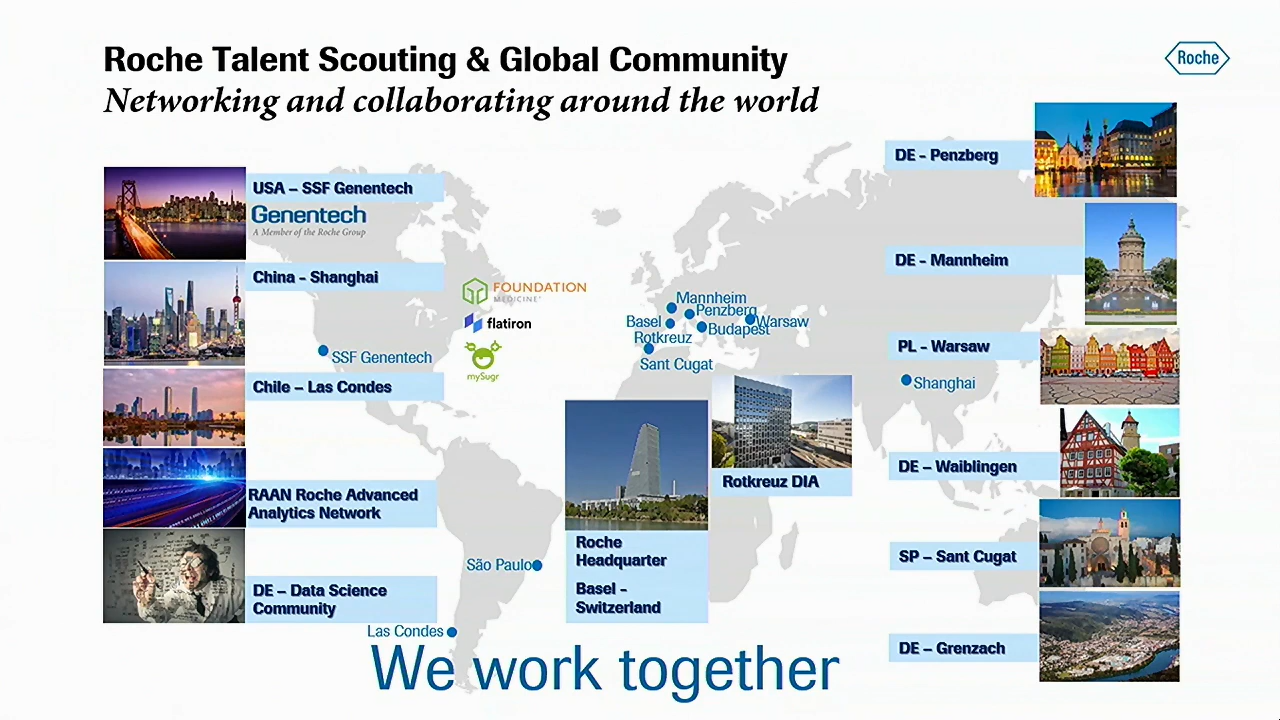 Roche Talent Scouting & Global Community
Networking and collaborating around the world
Roche
USA – SSF Genentech
Genentech
A Member of the Roche Group
China - Shanghai
Chile – Las Condes
RAAN Roche Advanced
Analytics Network
DE – Data Science
Community
FOUNDATION
MEDICINE
flatiron
mySugr
SSF Genentech
São Paulo
Las Condes
Mannheim
Penzberg
Basel
Warsaw
Budapest
Rotkreuz
Sant Cugat
Shanghai
Rotkreuz DIA
Roche
Headquarter
Basel –
Switzerland
DE - Penzberg
DE - Mannheim
PL - Warsaw
DE – Waiblingen
SP – Sant Cugat
DE – Grenzach
We work together